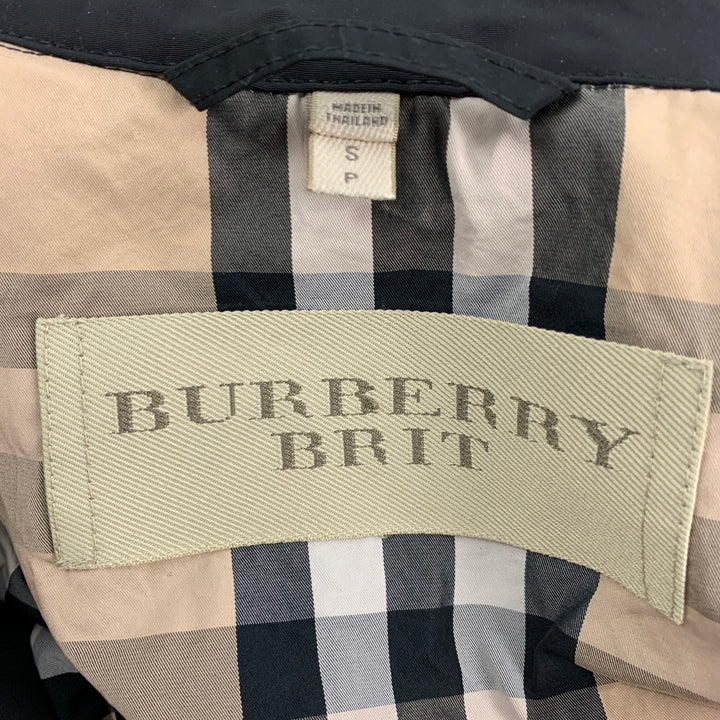 MADE IN
THAILAND
S
P
BURBERRY
BRIT